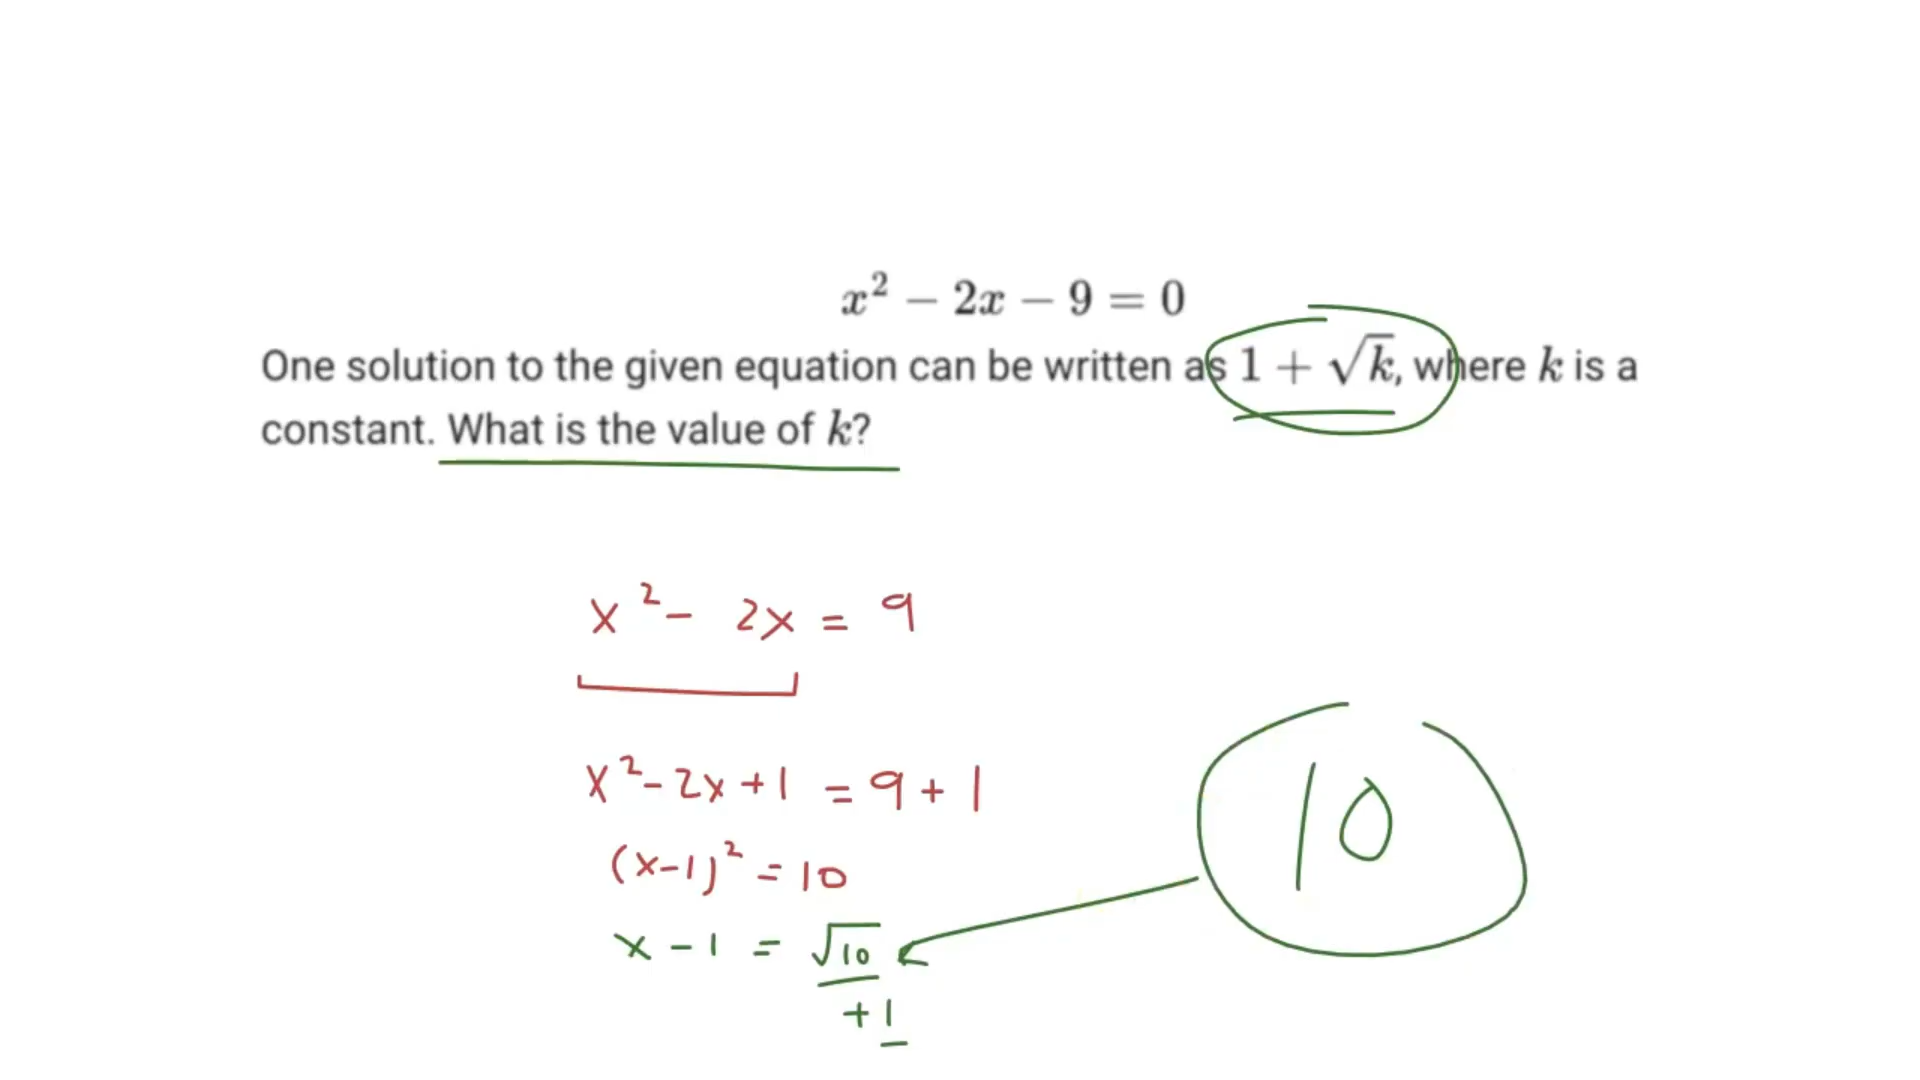 x² − 2x − 9 = 0
One solution to the given equation can be written as 1 + √k, where k is a
constant. What is the value of k?
x² - 2x = 9
x² - 2x + 1 = 9 + 1
(x-1)² = 10
x - 1 = √10
+ 1
10